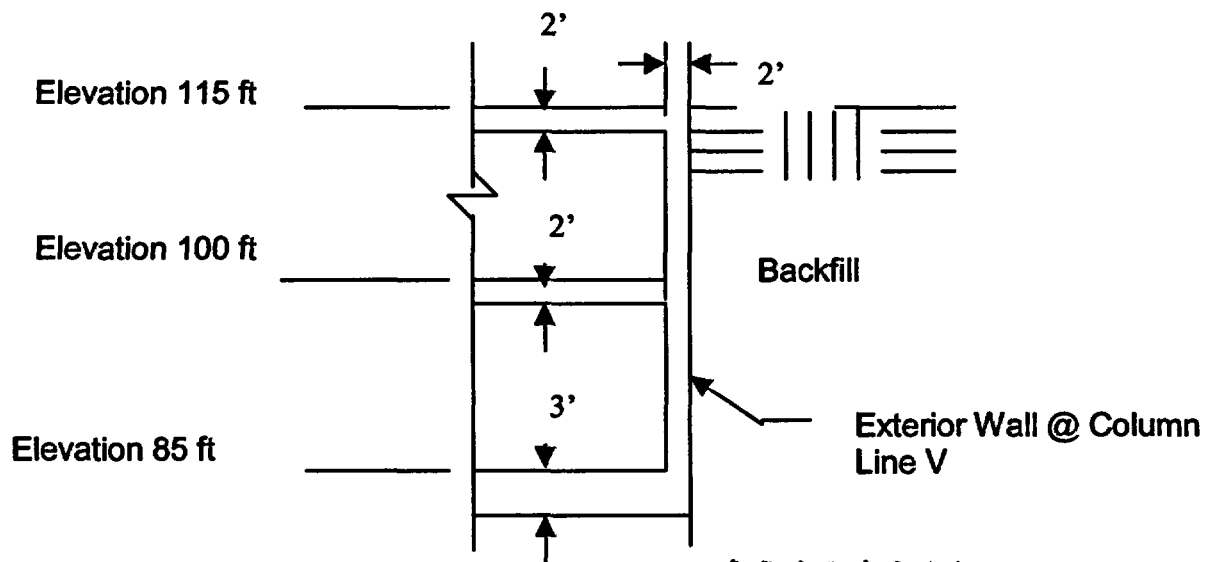 2'
2'
Elevation 115 ft
2'
Elevation 100 ft
Backfill
3'
Exterior Wall @ Column
Line V
Elevation 85 ft